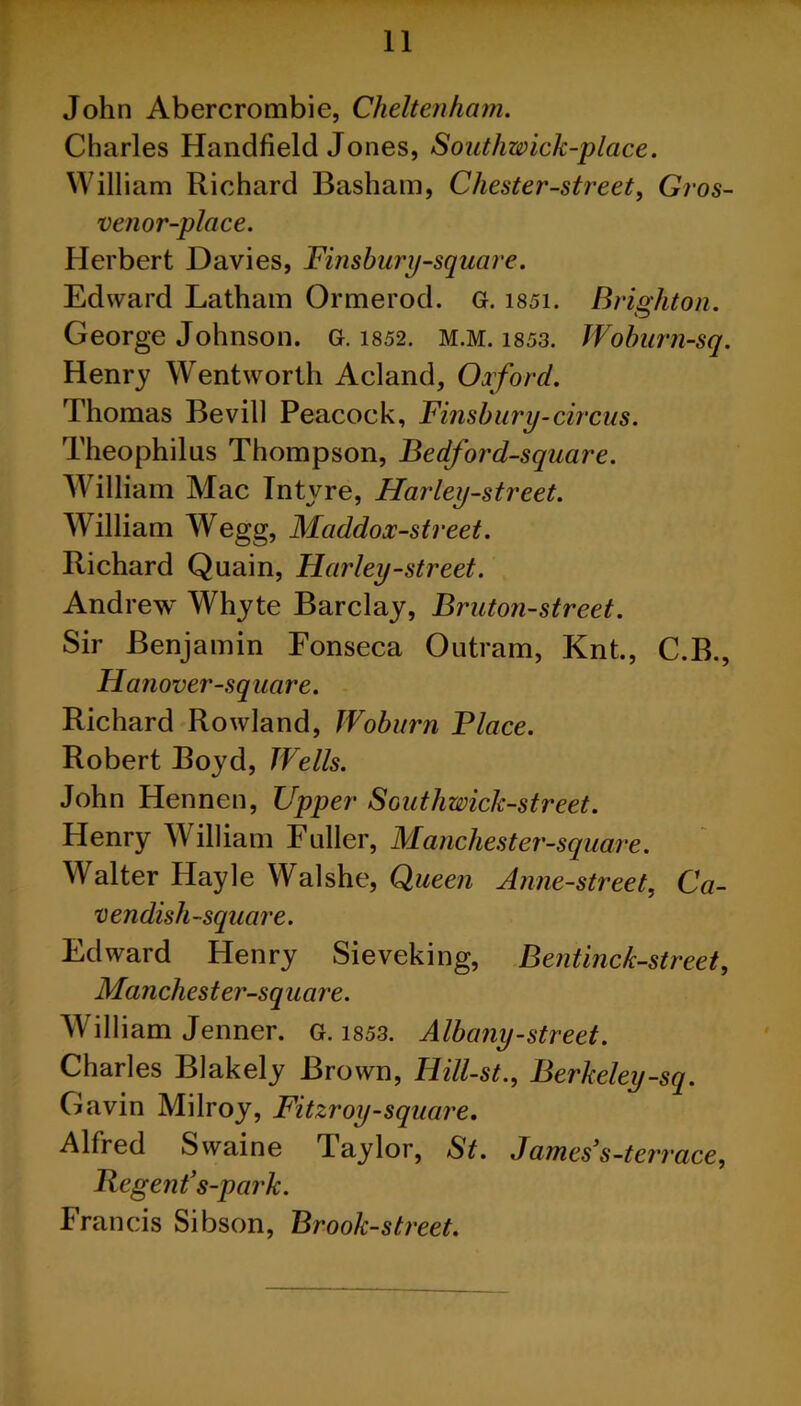 11
John Abercrombie, Cheltenham.
Charles Handfield Jones, Southwick-place.
William Richard Basham, Chester-street, Gros-
venor-place.
Herbert Davies, Finsbury-square.
Edward Latham Ormerod. G. 1851. Brighton.
George Johnson. G. 1852. M.M. 1853. Woburn-sq.
Henry Wentworth Acland, Oxford.
Thomas Bevill Peacock, Finsbury-circus.
Theophilus Thompson, Bedford-square.
William Mac Intyre, Harley-street.
William Wegg, Maddox-street.
Richard Quain, Harley-street.
Andrew Whyte Barclay, Bruton-street.
Sir Benjamin Fonseca Outram, Knt., C.B.,
Hanover-square.
Richard Rowland, Woburn Place.
Robert Boyd, Wells.
John Hennen, Upper Southwick-street.
Henry William Fuller, Manchester-square.
Walter Hayle Walshe, Queen Anne-street, Ca-
vendish-square.
Edward Henry Sieveking, Bentinck-street,
Manchester-square.
William Jenner. G. 1853. Albany-street.
Charles Blakely Brown, Hill-st., Berkeley-sq.
Gavin Milroy, Fitzroy-square.
Alfred Swaine Taylor, St. James's-terrace,
Regent's-park.
Francis Sibson, Brook-street.